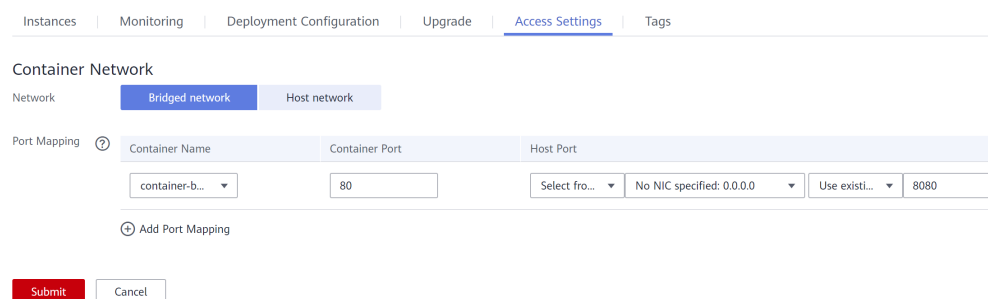 Instances Monitoring Deployment Configuration Upgrade Access Settings Tags
Container Network
Network Bridged network Host network
Port Mapping ? Container Name Container Port Host Port
container-b... 80 Select fro... No NIC specified: 0.0.0.0 Use existi... 8080
Add Port Mapping
Submit Cancel